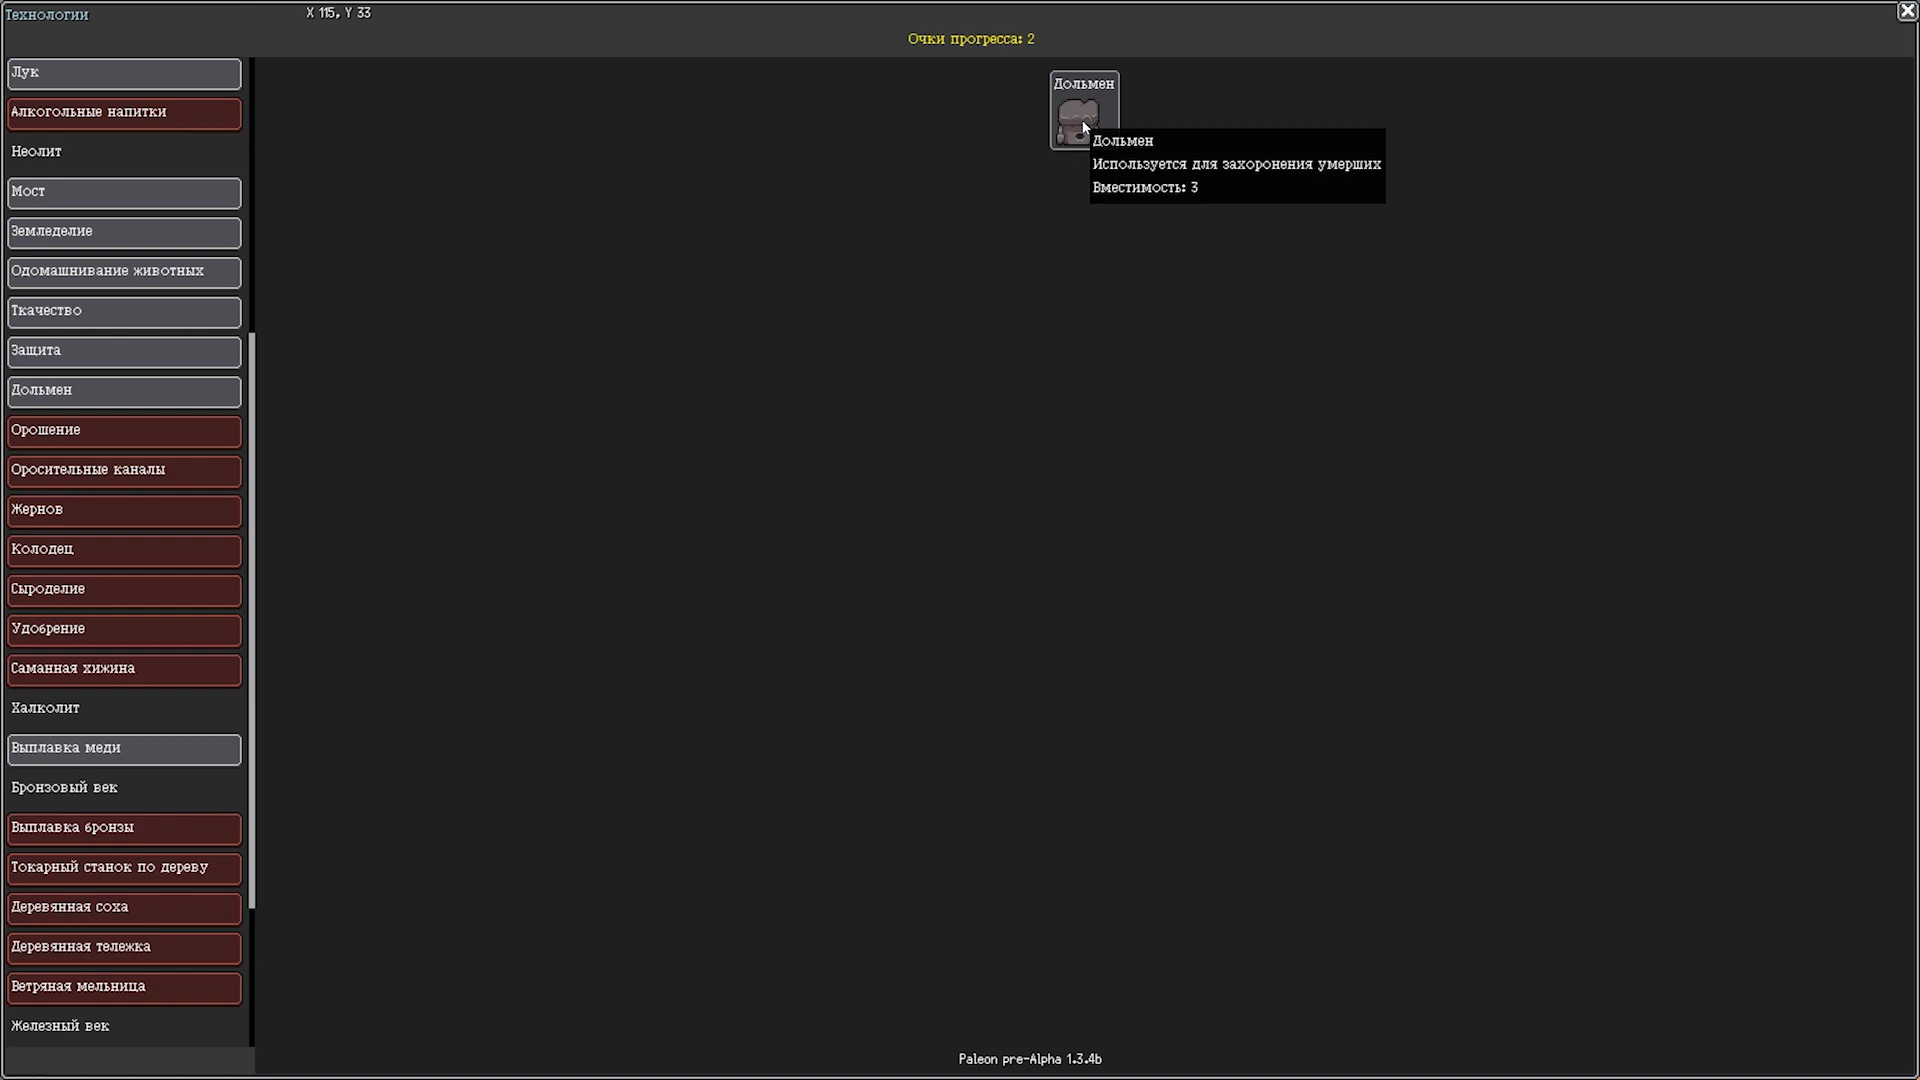 Технологии
X 115, Y 33
Очки прогресса: 2
Лук
Алкогольные напитки
Неолит
Мост
Земледелие
Одомашнивание животных
Ткачество
Защита
Дольмен
Орошение
Оросительные каналы
Жернов
Колодец
Сыроделие
Удобрение
Саманная хижина
Халколит
Выплавка меди
Бронзовый век
Выплавка бронзы
Токарный станок по дереву
Деревянная соха
Деревянная тележка
Ветряная мельница
Железный век
Дольмен
Дольмен
Используется для захоронения умерших
Вместимость: 3
Paleon pre-Alpha 1.3.4b